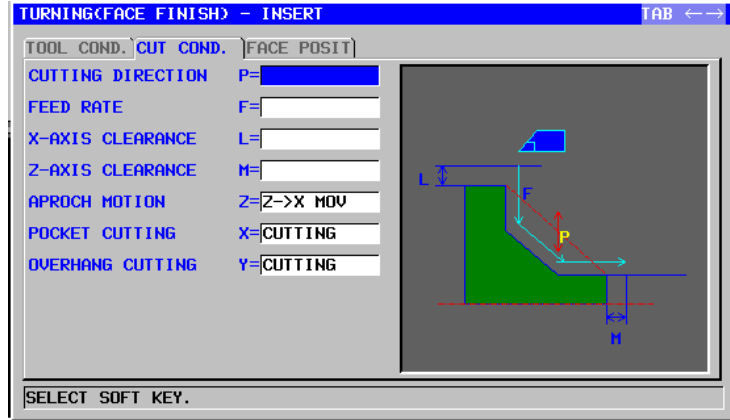 TURNING(FACE FINISH) - INSERT TAB ←→
TOOL COND. CUT COND. FACE POSIT
CUTTING DIRECTION P=
FEED RATE F=
X-AXIS CLEARANCE L=
Z-AXIS CLEARANCE M=
APROCH MOTION Z=Z->X MOV
POCKET CUTTING X=CUTTING
OVERHANG CUTTING Y=CUTTING
L
F
P
M
SELECT SOFT KEY.